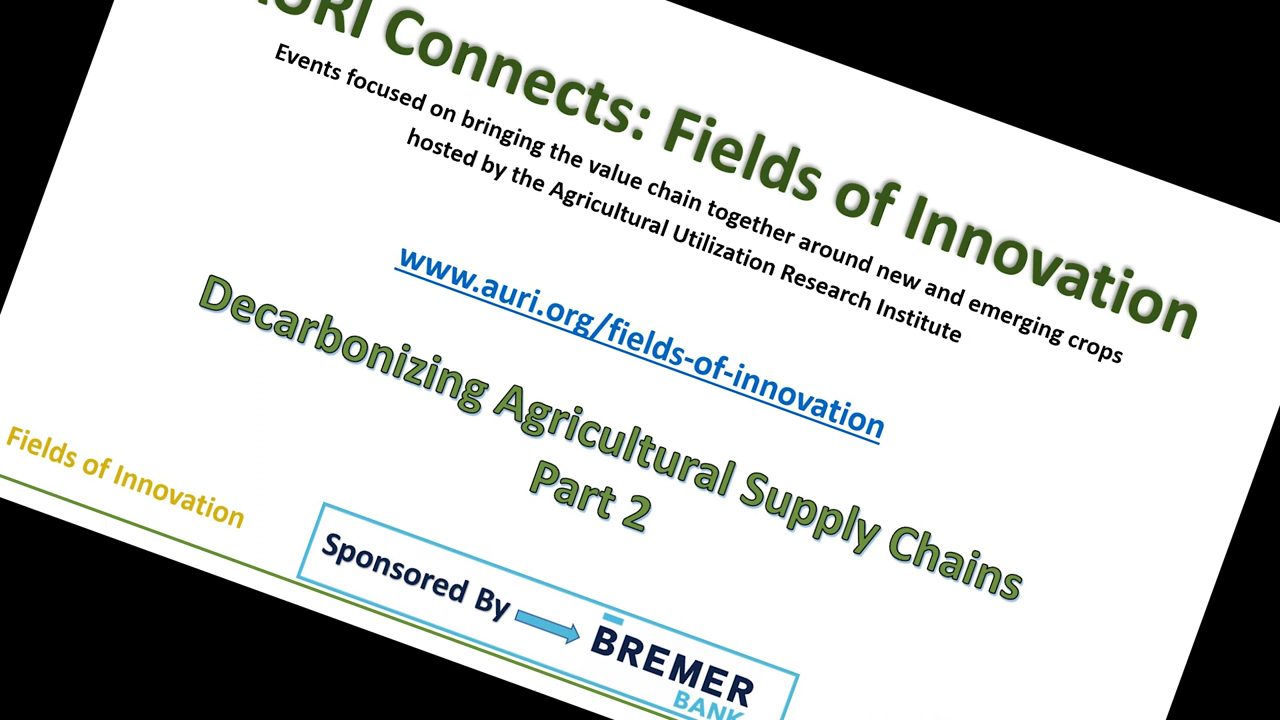 AURI Connects: Fields of Innovation
Events focused on bringing the value chain together around new and emerging crops
hosted by the Agricultural Utilization Research Institute
www.auri.org/fields-of-innovation
Decarbonizing Agricultural Supply Chains
Part 2
Fields of Innovation
Sponsored By
BREMER
BANK